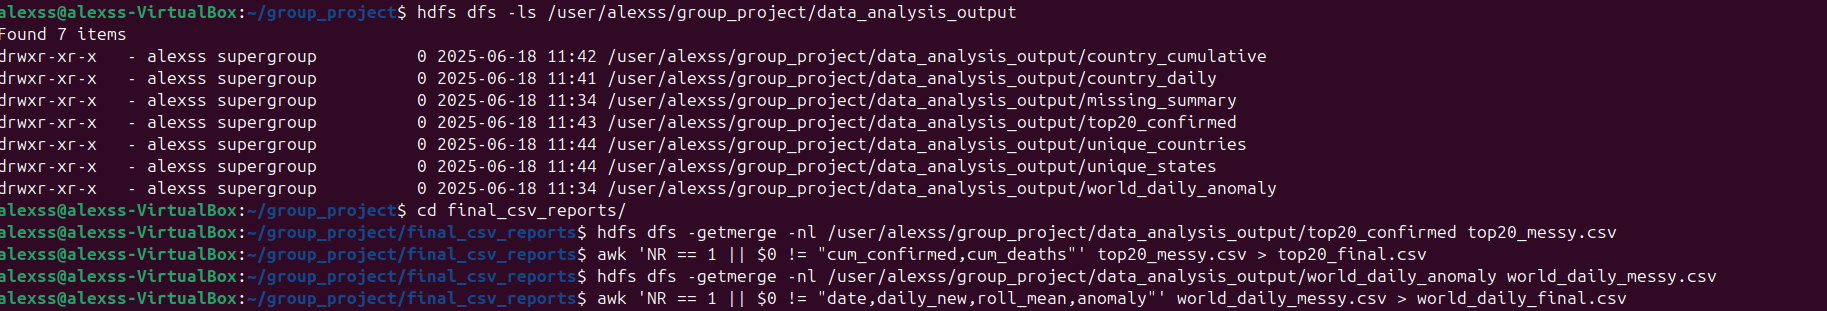 alexss@alexss-VirtualBox:~/group_project$ hdfs dfs -ls /user/alexss/group_project/data_analysis_output
Found 7 items
drwxr-xr-x   - alexss supergroup          0 2025-06-18 11:42 /user/alexss/group_project/data_analysis_output/country_cumulative
drwxr-xr-x   - alexss supergroup          0 2025-06-18 11:41 /user/alexss/group_project/data_analysis_output/country_daily
drwxr-xr-x   - alexss supergroup          0 2025-06-18 11:34 /user/alexss/group_project/data_analysis_output/missing_summary
drwxr-xr-x   - alexss supergroup          0 2025-06-18 11:43 /user/alexss/group_project/data_analysis_output/top20_confirmed
drwxr-xr-x   - alexss supergroup          0 2025-06-18 11:44 /user/alexss/group_project/data_analysis_output/unique_countries
drwxr-xr-x   - alexss supergroup          0 2025-06-18 11:44 /user/alexss/group_project/data_analysis_output/unique_states
drwxr-xr-x   - alexss supergroup          0 2025-06-18 11:34 /user/alexss/group_project/data_analysis_output/world_daily_anomaly
alexss@alexss-VirtualBox:~/group_project$ cd final_csv_reports/
alexss@alexss-VirtualBox:~/group_project/final_csv_reports$ hdfs dfs -getmerge -nl /user/alexss/group_project/data_analysis_output/top20_confirmed top20_messy.csv
alexss@alexss-VirtualBox:~/group_project/final_csv_reports$ awk 'NR == 1 || $0 != "cum_confirmed,cum_deaths"' top20_messy.csv > top20_final.csv
alexss@alexss-VirtualBox:~/group_project/final_csv_reports$ hdfs dfs -getmerge -nl /user/alexss/group_project/data_analysis_output/world_daily_anomaly world_daily_messy.csv
alexss@alexss-VirtualBox:~/group_project/final_csv_reports$ awk 'NR == 1 || $0 != "date,daily_new,roll_mean,anomaly"' world_daily_messy.csv > world_daily_final.csv